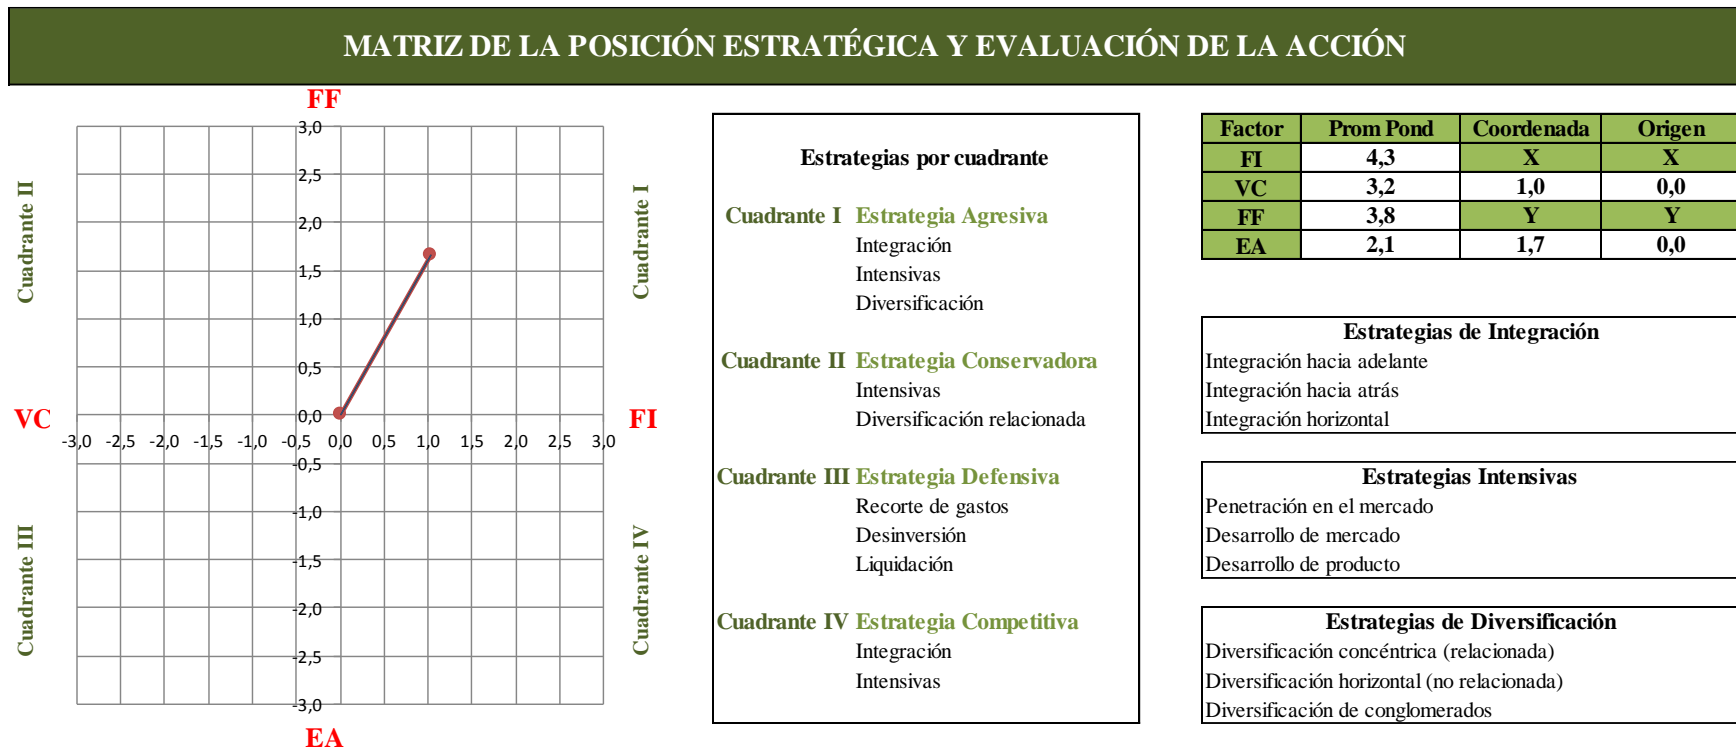 MATRIZ DE LA POSICIÓN ESTRATÉGICA Y EVALUACIÓN DE LA ACCIÓN
FF
3,0
2,5
2,0
1,5
1,0
0,5
0,0
-0,5
-1,0
-1,5
-2,0
-2,5
-3,0
-3,0 -2,5 -2,0 -1,5 -1,0 -0,5 0,0 0,5 1,0 1,5 2,0 2,5 3,0
Cuadrante II
Cuadrante I
VC
FI
Cuadrante III
Cuadrante IV
EA
Estrategias por cuadrante
Cuadrante I Estrategia Agresiva
Integración
Intensivas
Diversificación
Cuadrante II Estrategia Conservadora
Intensivas
Diversificación relacionada
Cuadrante III Estrategia Defensiva
Recorte de gastos
Desinversión
Liquidación
Cuadrante IV Estrategia Competitiva
Integración
Intensivas
Factor Prom Pond Coordenada Origen
FI 4,3 X X
VC 3,2 1,0 0,0
FF 3,8 Y Y
EA 2,1 1,7 0,0
Estrategias de Integración
Integración hacia adelante
Integración hacia atrás
Integración horizontal
Estrategias Intensivas
Penetración en el mercado
Desarrollo de mercado
Desarrollo de producto
Estrategias de Diversificación
Diversificación concéntrica (relacionada)
Diversificación horizontal (no relacionada)
Diversificación de conglomerados